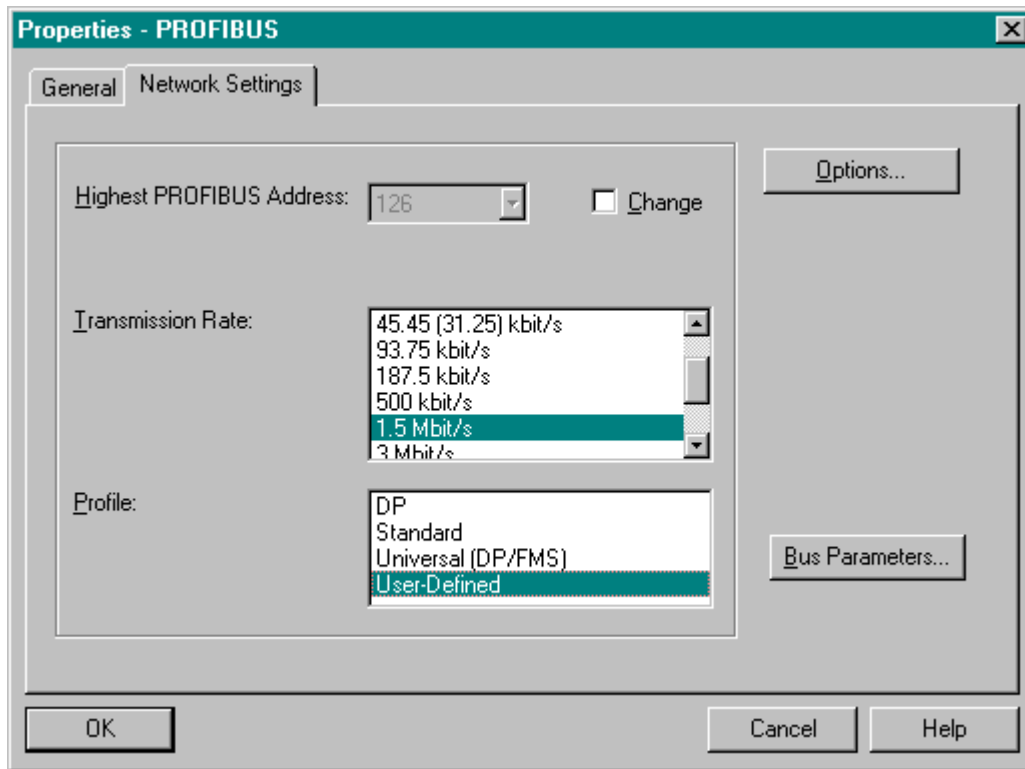 Properties - PROFIBUS
General
Network Settings
Highest PROFIBUS Address:
126
Change
Options...
Transmission Rate:
45.45 (31.25) kbit/s
93.75 kbit/s
187.5 kbit/s
500 kbit/s
1.5 Mbit/s
3 Mbit/s
Profile:
DP
Standard
Universal (DP/FMS)
User-Defined
Bus Parameters...
OK
Cancel
Help